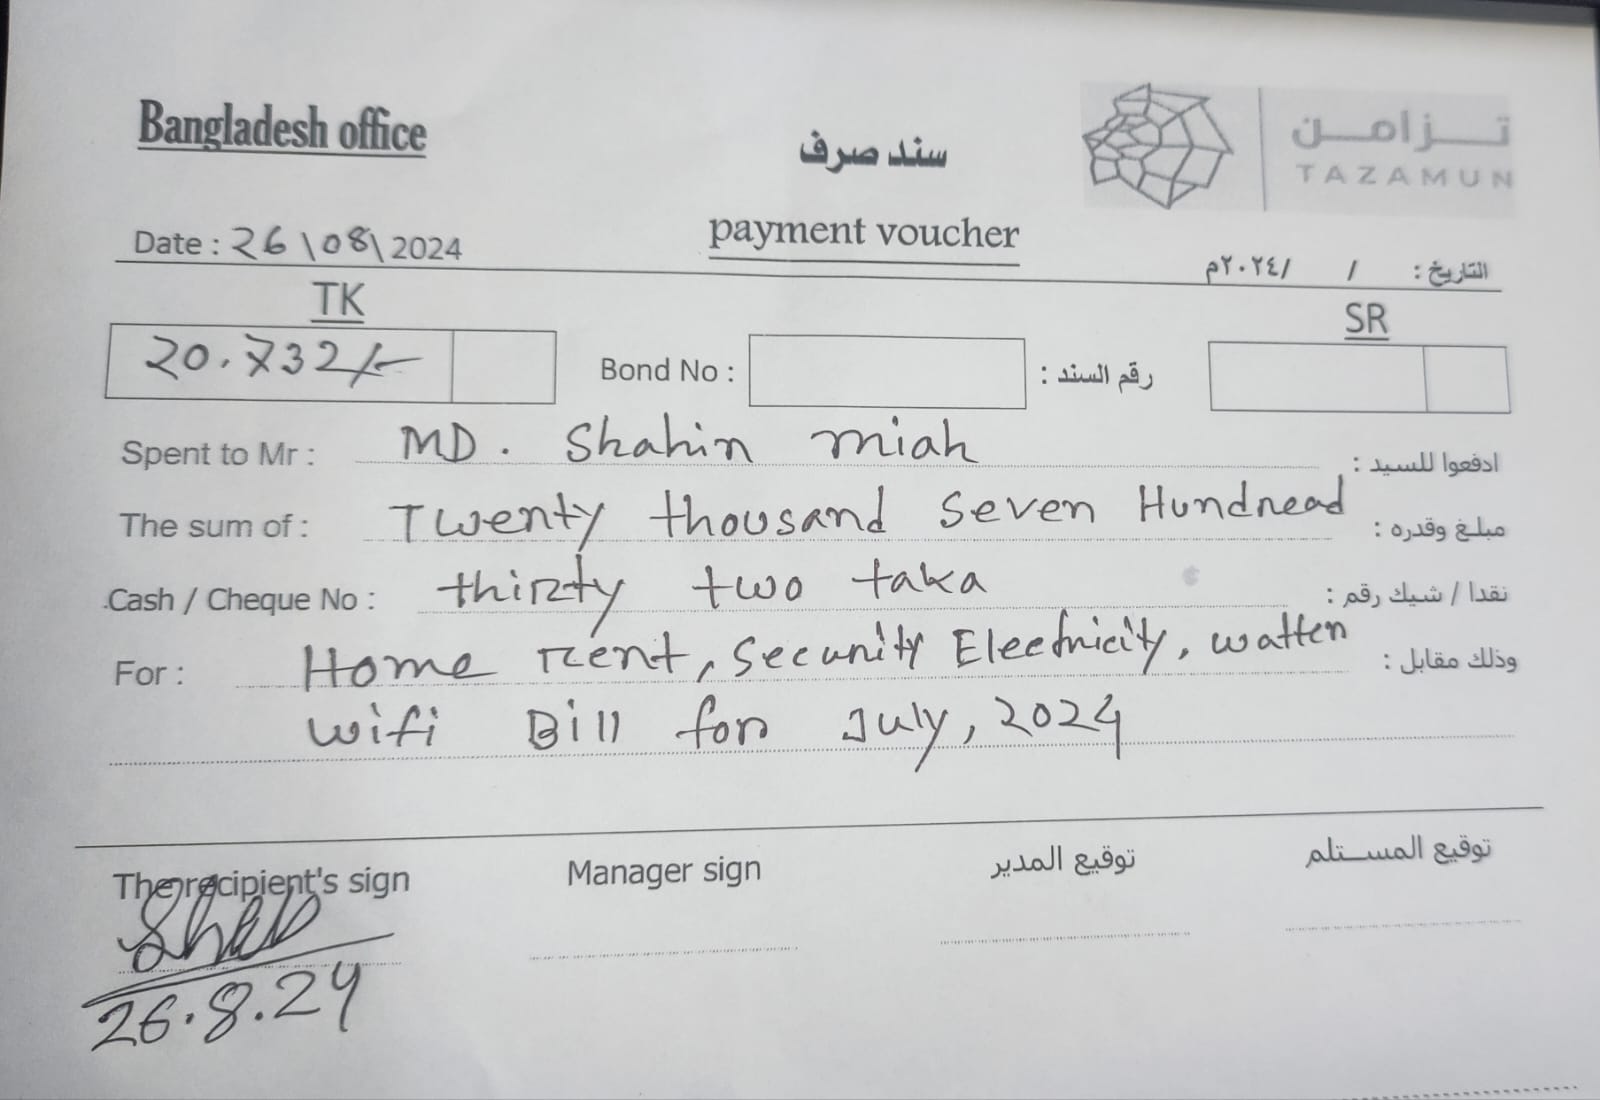 Bangladesh office
سند صرف
تزامن
TAZAMUN
payment voucher
Date : 26\08\2024
التاريخ : / /٢٠٢٤م
TK
SR
20.732/-
Bond No :
رقم السند :
Spent to Mr : MD. Shahin miah ادفعوا للسيد :
The sum of : Twenty thousand seven Hundread مبلغ وقدره :
Cash / Cheque No : thirty two taka نقدا / شيك رقم :
For : Home rent, security Electricity, watter وذلك مقابل :
wifi Bill for July, 2024
The recipient's sign Manager sign توقيع المدير توقيع المستلم
26.8.24